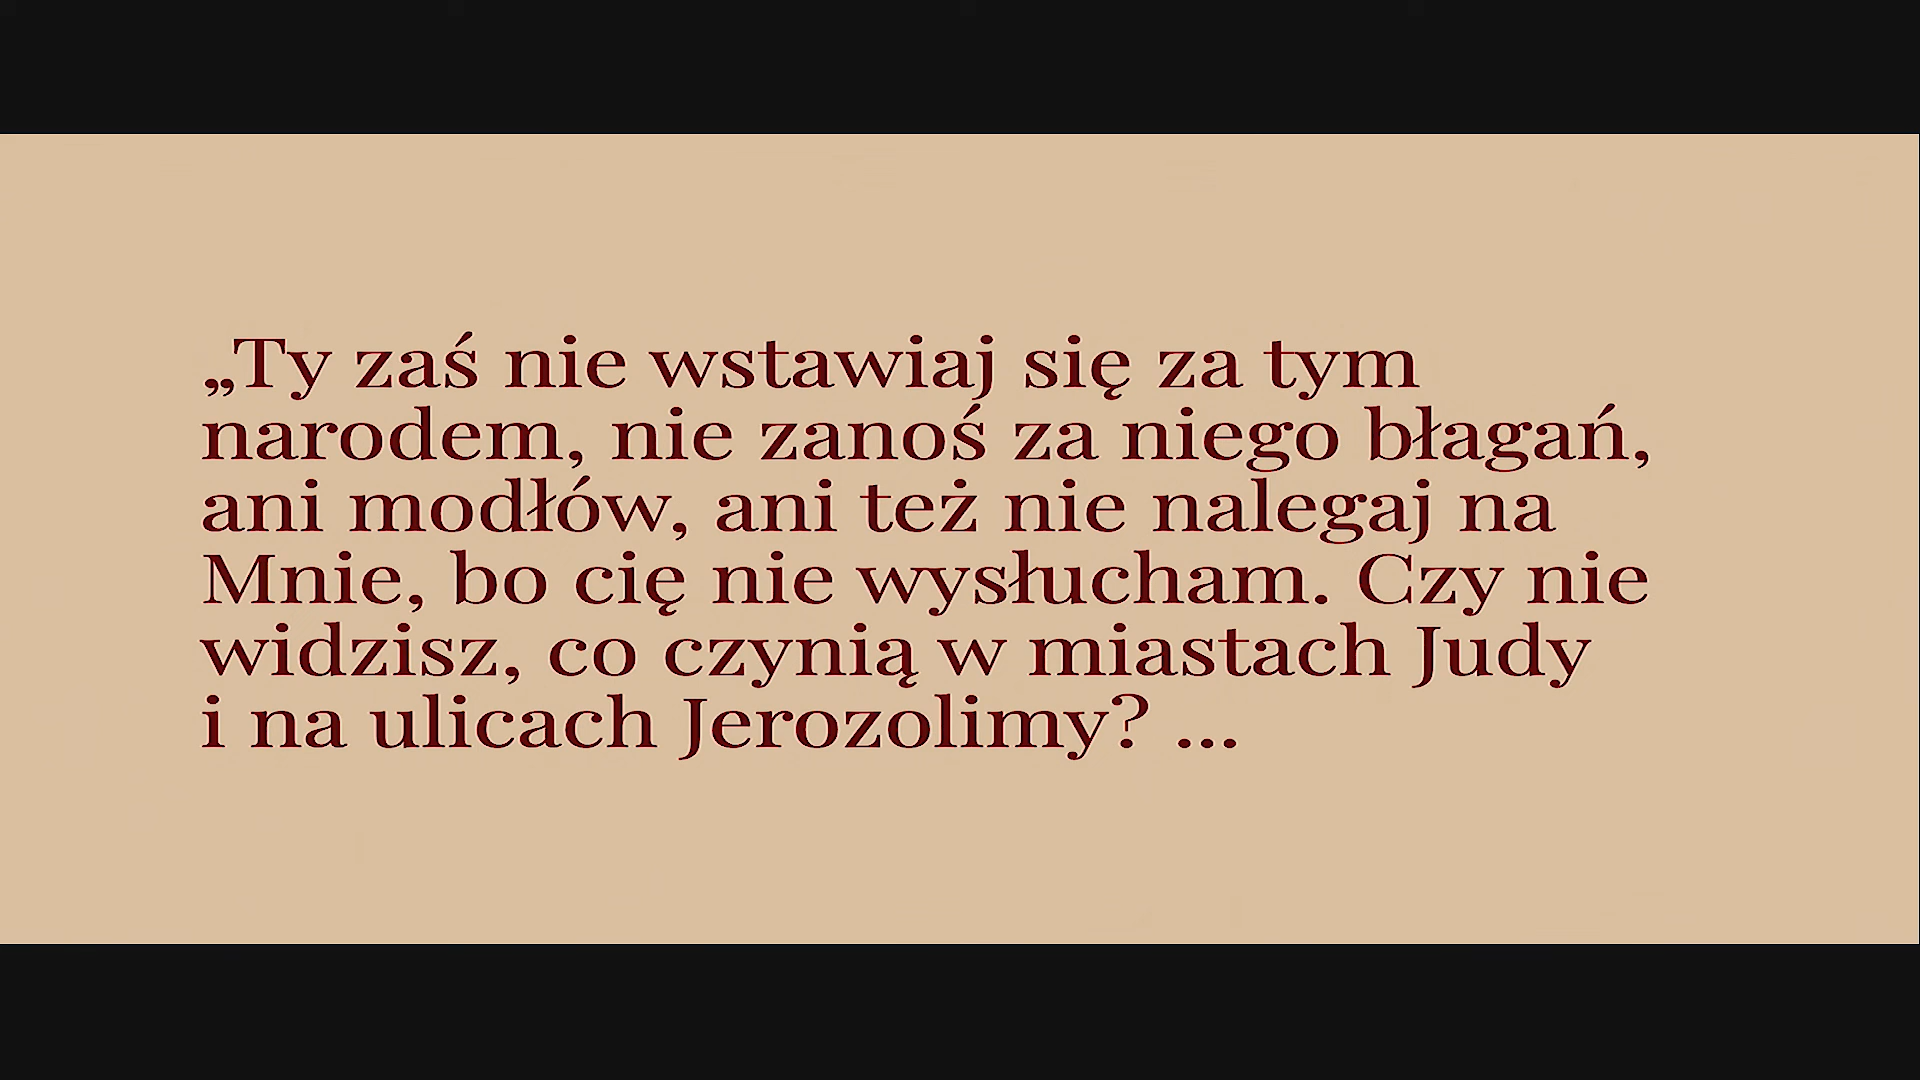 „Ty zaś nie wstawiaj się za tym
narodem, nie zanoś za niego błagań,
ani modłów, ani też nie nalegaj na
Mnie, bo cię nie wysłucham. Czy nie
widzisz, co czynią w miastach Judy
i na ulicach Jerozolimy? ...